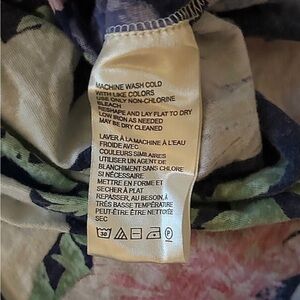 MACHINE WASH COLD
WITH LIKE COLORS
USE ONLY NON-CHLORINE
BLEACH
RESHAPE AND LAY FLAT TO DRY
LOW IRON AS NEEDED
MAY BE DRY CLEANED
LAVER À LA MACHINE À L'EAU
FROIDE AVEC
COULEURS SIMILAIRES
UTILISER UN AGENT DE
BLANCHIMENT SANS CHLORE
SI NÉCESSAIRE
METTRE EN FORME ET
SÉCHER À PLAT
REPASSER, AU BESOIN, À
TRÈS BASSE TEMPÉRATURE
PEUT-ÊTRE ÊTRE NETTOYÉ
SEC
30
P